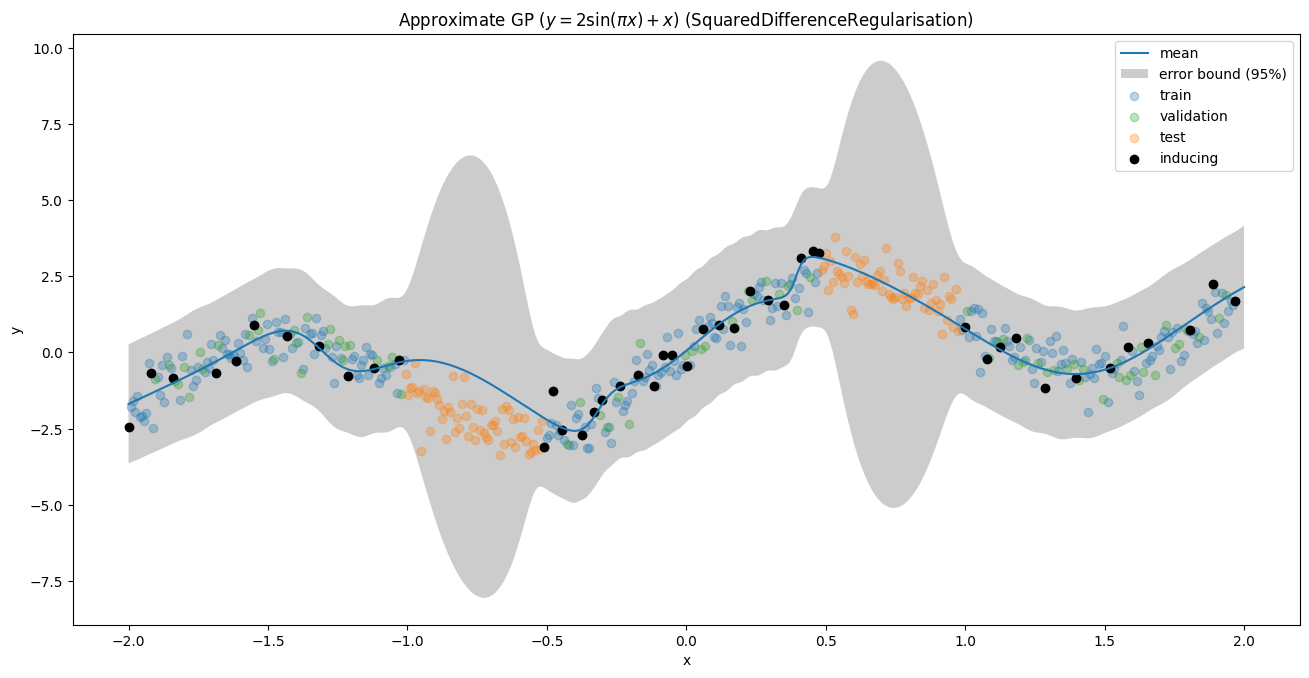 Approximate GP (y = 2sin(πx) + x) (SquaredDifferenceRegularisation)
mean
error bound (95%)
train
validation
test
inducing
10.0
7.5
5.0
2.5
0.0
−2.5
−5.0
−7.5
y
−2.0 −1.5 −1.0 −0.5 0.0 0.5 1.0 1.5 2.0
x